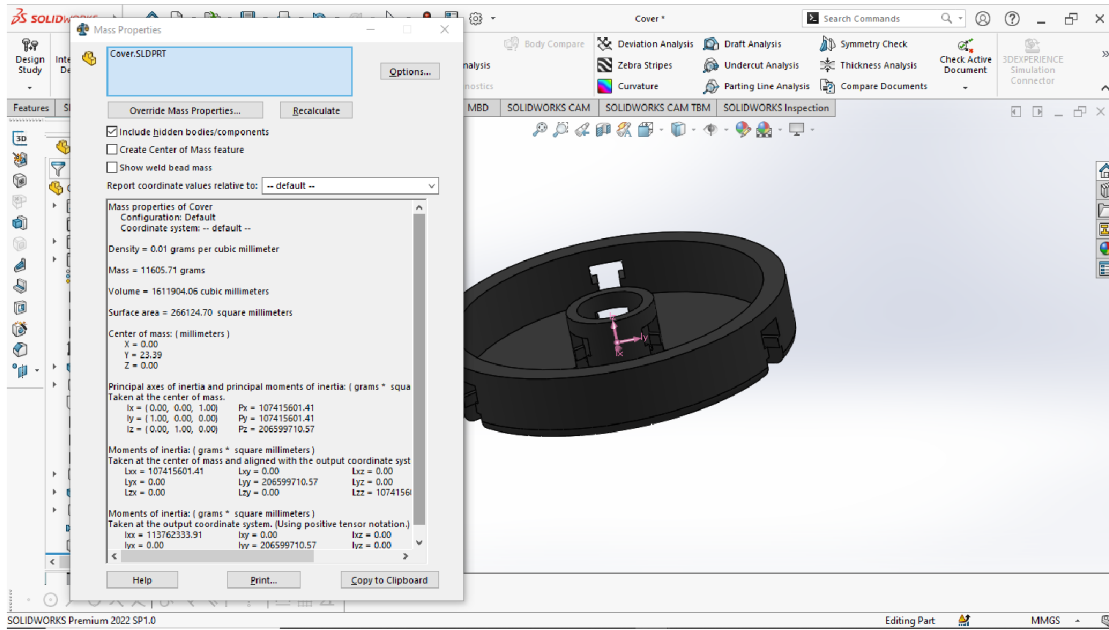 SOLIDW
Cover *
Search Commands
Mass Properties
Design Study
Body Compare
Deviation Analysis
Draft Analysis
Symmetry Check
Check Active Document
3DEXPERIENCE Simulation Connector
Zebra Stripes
Undercut Analysis
Thickness Analysis
Curvature
Parting Line Analysis
Compare Documents
Features
MBD
SOLIDWORKS CAM
SOLIDWORKS CAM TBM
SOLIDWORKS Inspection
Cover.SLDPRT
Options...
Override Mass Properties...
Recalculate
Include hidden bodies/components
Create Center of Mass feature
Show weld bead mass
Report coordinate values relative to:
-- default --
Mass properties of Cover
Configuration: Default
Coordinate system: -- default --
Density = 0.01 grams per cubic millimeter
Mass = 11605.71 grams
Volume = 1611904.06 cubic millimeters
Surface area = 266124.70 square millimeters
Center of mass: ( millimeters )
X = 0.00
Y = 23.39
Z = 0.00
Principal axes of inertia and principal moments of inertia: ( grams * squa
Taken at the center of mass.
Ix = ( 0.00, 0.00, 1.00) Px = 107415601.41
Iy = ( 1.00, 0.00, 0.00) Py = 107415601.41
Iz = ( 0.00, 1.00, 0.00) Pz = 206599710.57
Moments of inertia: ( grams * square millimeters )
Taken at the center of mass and aligned with the output coordinate syst
Lxx = 107415601.41 Lxy = 0.00 Lxz = 0.00
Lyx = 0.00 Lyy = 206599710.57 Lyz = 0.00
Lzx = 0.00 Lzy = 0.00 Lzz = 1074156
Moments of inertia: ( grams * square millimeters )
Taken at the output coordinate system. (Using positive tensor notation.)
Ixx = 113762333.91 Ixy = 0.00 Ixz = 0.00
Iyx = 0.00 Iyy = 206599710.57 Iyz = 0.00
Help
Print...
Copy to Clipboard
SOLIDWORKS Premium 2022 SP1.0
Editing Part
MMGS